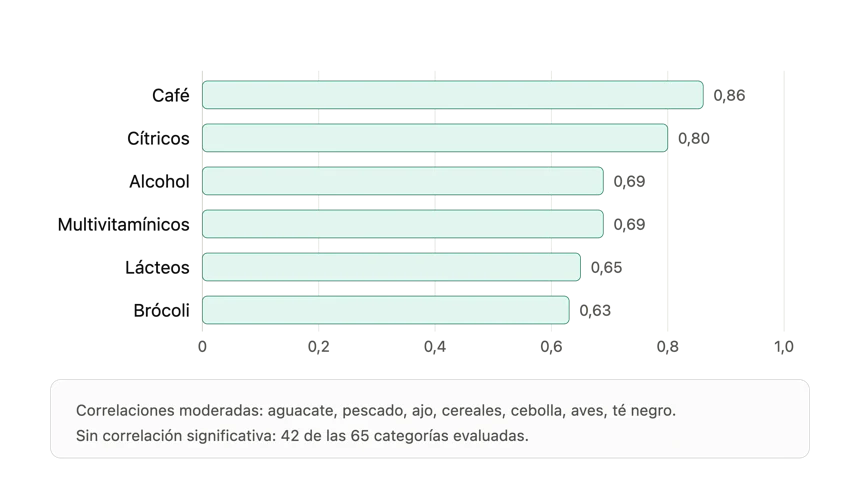 Café 0,86
Cítricos 0,80
Alcohol 0,69
Multivitamínicos 0,69
Lácteos 0,65
Brócoli 0,63
0 0,2 0,4 0,6 0,8 1,0
Correlaciones moderadas: aguacate, pescado, ajo, cereales, cebolla, aves, té negro.
Sin correlación significativa: 42 de las 65 categorías evaluadas.